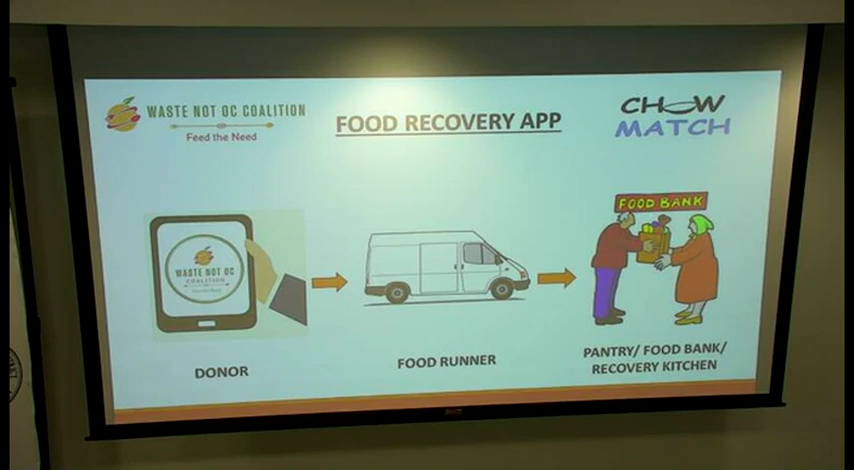 WASTE NOT OC COALITION
Feed the Need
FOOD RECOVERY APP
CHOW
MATCH
FOOD BANK
WASTE NOT OC
COALITION
DONOR
FOOD RUNNER
PANTRY/ FOOD BANK/
RECOVERY KITCHEN